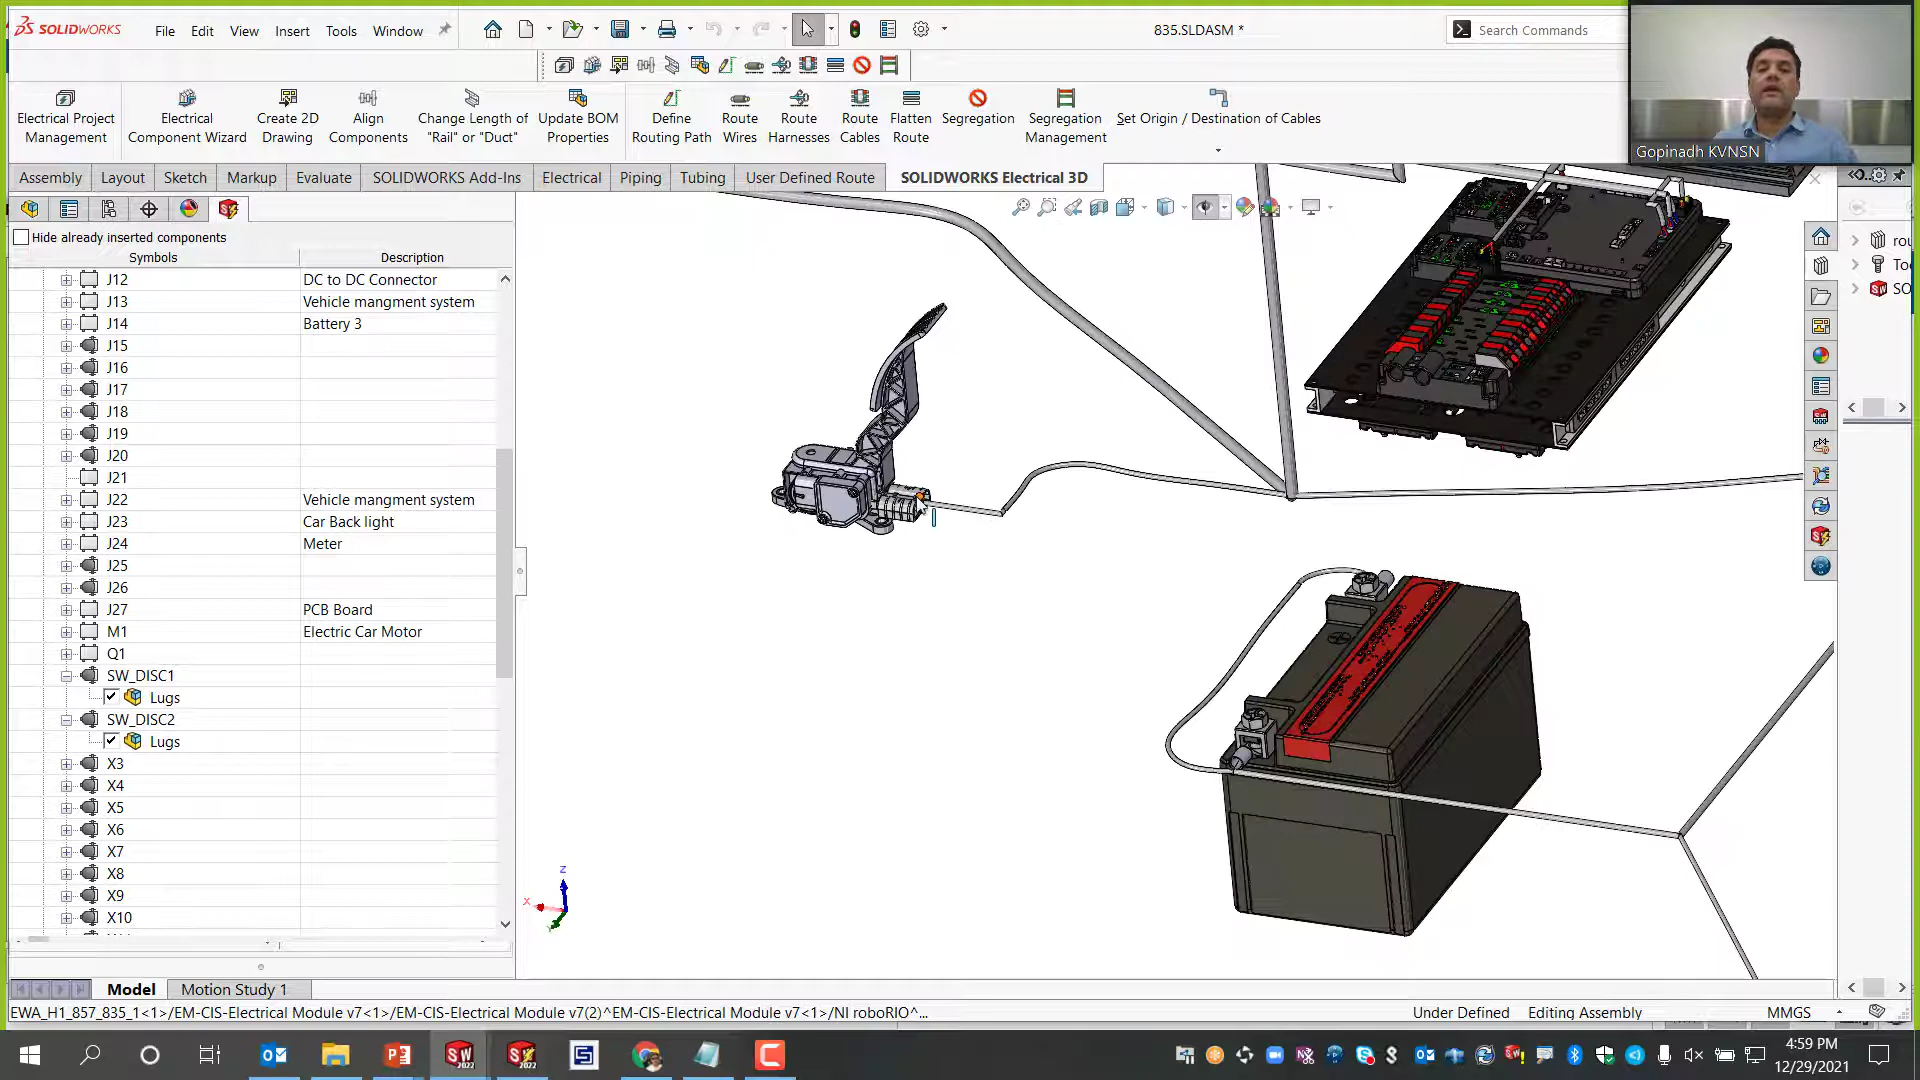 SOLIDWORKS File Edit View Insert Tools Window 835.SLDASM * Search Commands
Electrical Project Management
Electrical Component Wizard
Create 2D Drawing
Align Components
Change Length of "Rail" or "Duct"
Update BOM Properties
Define Routing Path
Route Wires
Route Harnesses
Route Cables
Flatten Route
Segregation
Segregation Management
Set Origin / Destination of Cables
Gopinadh KVNSN
Assembly Layout Sketch Markup Evaluate SOLIDWORKS Add-Ins Electrical Piping Tubing User Defined Route SOLIDWORKS Electrical 3D
Hide already inserted components
Symbols Description
J12 DC to DC Connector
J13 Vehicle mangment system
J14 Battery 3
J15
J16
J17
J18
J19
J20
J21
J22 Vehicle mangment system
J23 Car Back light
J24 Meter
J25
J26
J27 PCB Board
M1 Electric Car Motor
Q1
SW_DISC1
Lugs
SW_DISC2
Lugs
X3
X4
X5
X6
X7
X8
X9
X10
rou
Too
SO
Z
X
Y
Model Motion Study 1
EWA_H1_857_835_1<1>/EM-CIS-Electrical Module v7<1>/EM-CIS-Electrical Module v7(2)^EM-CIS-Electrical Module v7<1>/NI roboRIO^... Under Defined Editing Assembly MMGS
4:59 PM
12/29/2021